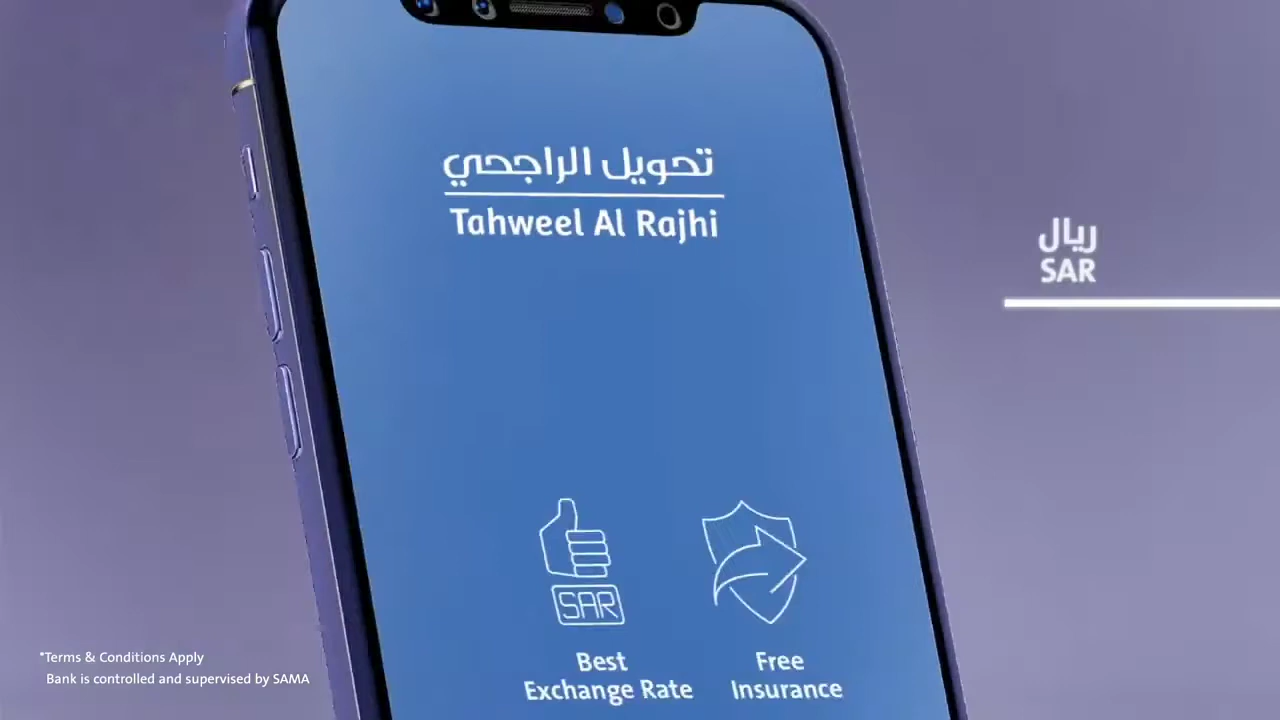 تحويل الراجحي
Tahweel Al Rajhi
ريال
SAR
SAR
Best
Exchange Rate
Free
Insurance
*Terms & Conditions Apply
Bank is controlled and supervised by SAMA